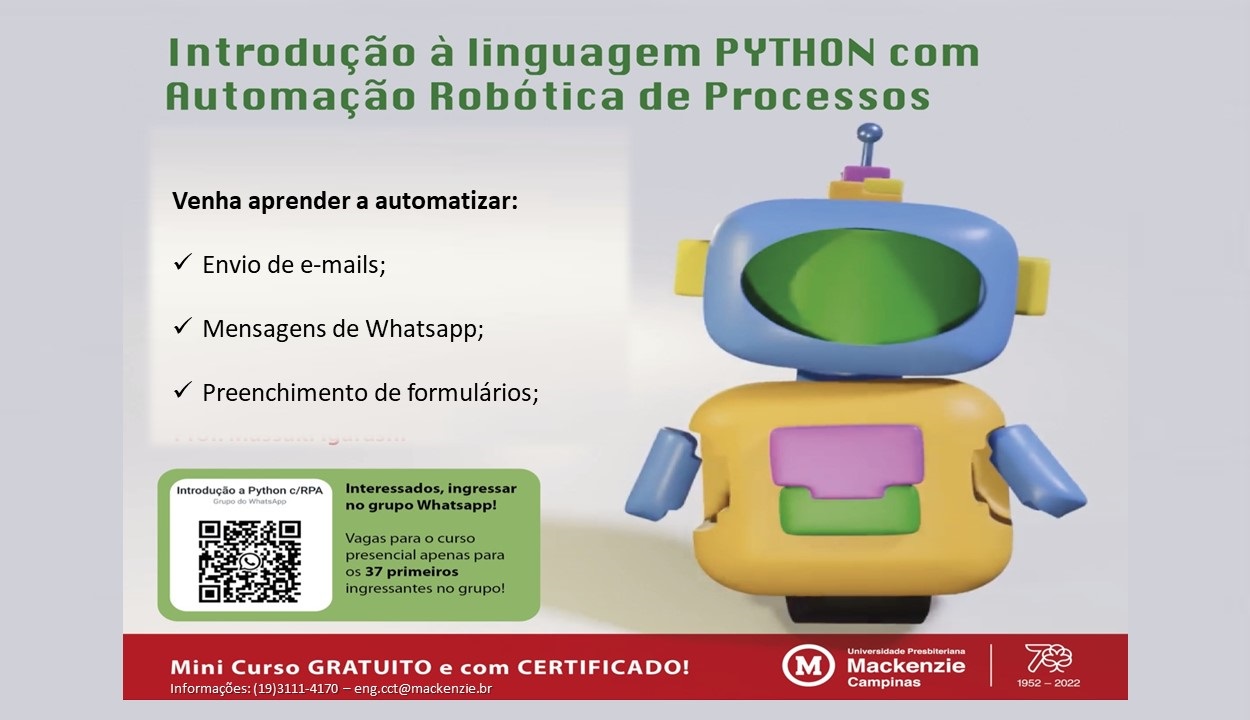 Introdução à linguagem PYTHON com
Automação Robótica de Processos
Venha aprender a automatizar:
✓ Envio de e-mails;
✓ Mensagens de Whatsapp;
✓ Preenchimento de formulários;
Introdução a Python c/RPA
Grupo do WhatsApp
Interessados, ingressar
no grupo Whatsapp!
Vagas para o curso
presencial apenas para
os 37 primeiros
ingressantes no grupo!
Mini Curso GRATUITO e com CERTIFICADO!
Informações: (19)3111-4170 – eng.cct@mackenzie.br
M
Universidade Presbiteriana
Mackenzie
Campinas
70
1952 – 2022